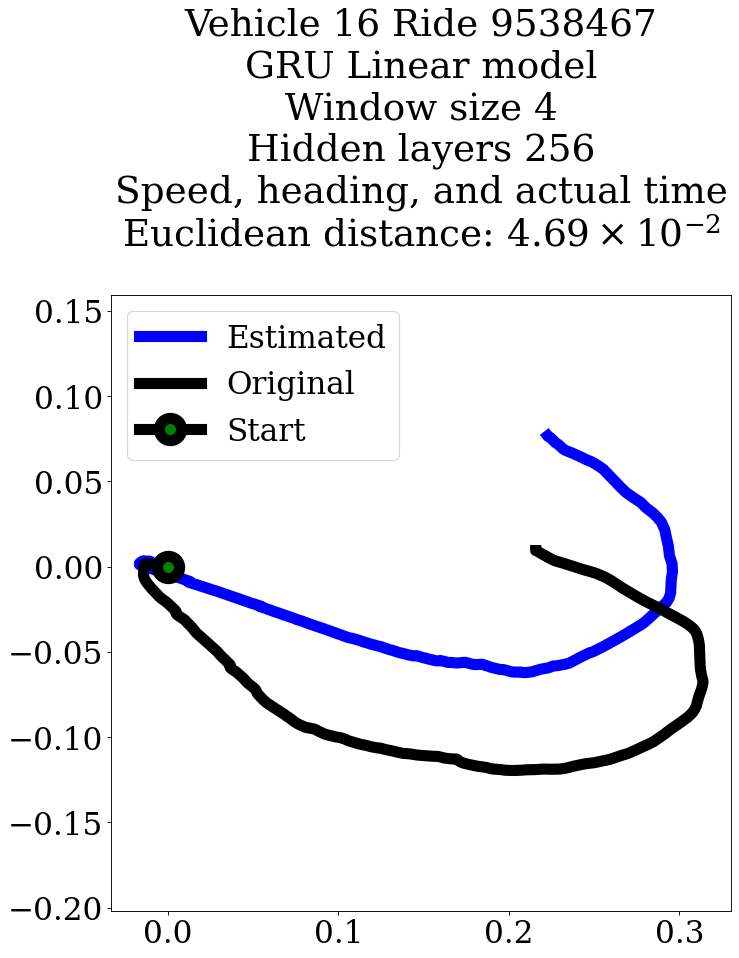 Vehicle 16 Ride 9538467
GRU Linear model
Window size 4
Hidden layers 256
Speed, heading, and actual time
Euclidean distance: 4.69 × 10⁻²
Estimated
Original
Start
0.15
0.10
0.05
0.00
−0.05
−0.10
−0.15
−0.20
0.0 0.1 0.2 0.3